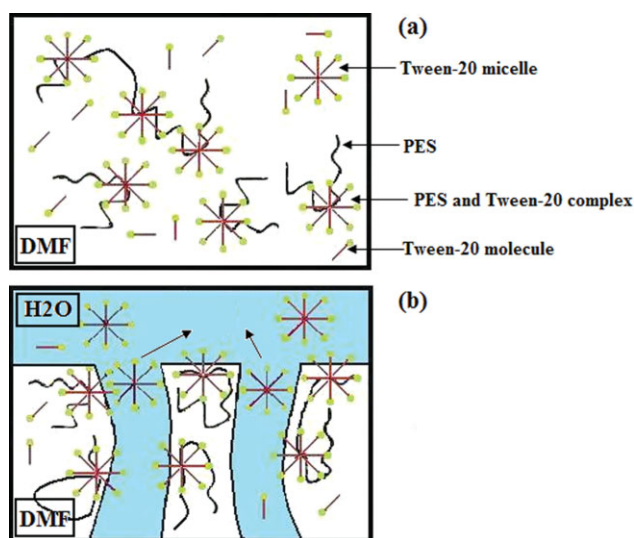 (a)
Tween-20 micelle
PES
PES and Tween-20 complex
Tween-20 molecule
DMF
(b)
H2O
DMF